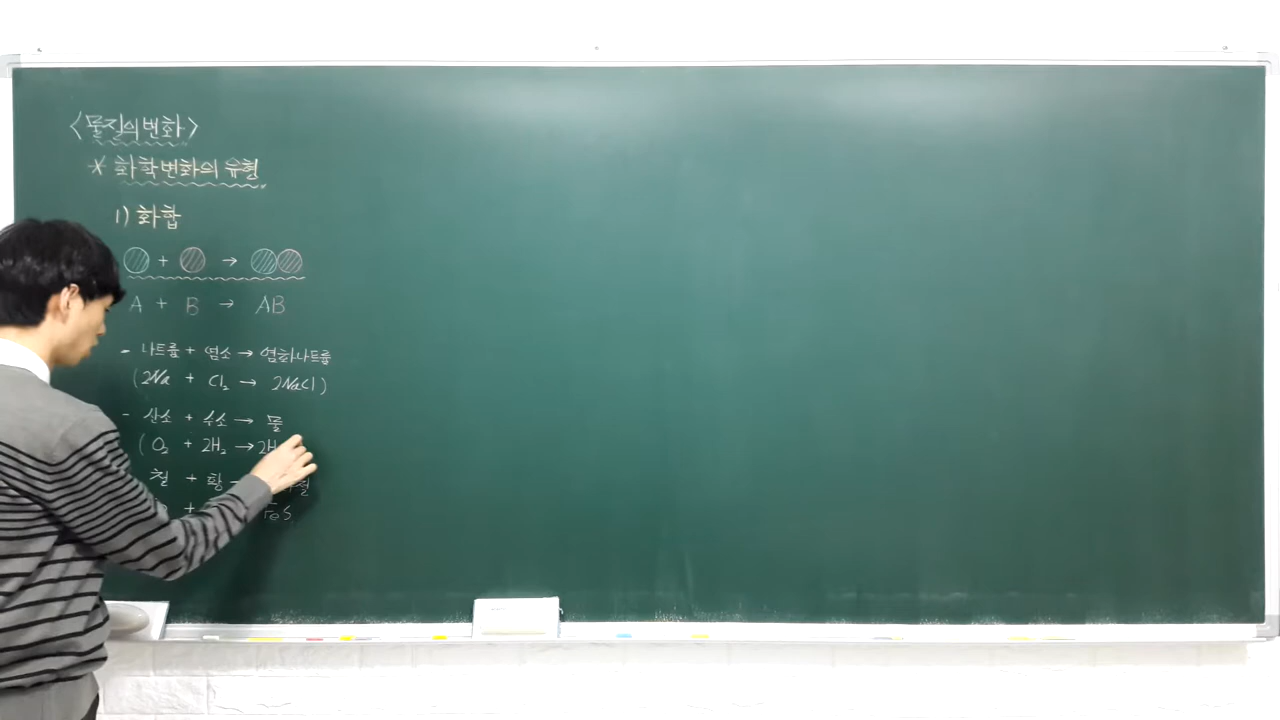 <물질의변화>
* 화학변화의 유형
1) 화합
+ →
A + B → AB
- 나트륨 + 염소 → 염화나트륨
(2Na + Cl₂ → 2NaCl)
- 산소 + 수소 → 물
( O₂ + 2H₂ → 2H
철 + 황 철
+ FeS